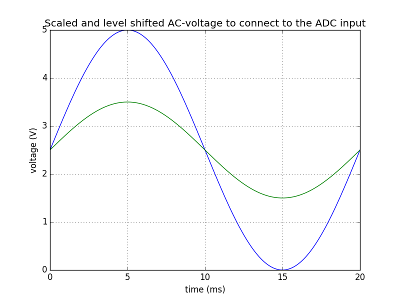 Scaled and level shifted AC-voltage to connect to the ADC input
5
4
3
2
1
0
voltage (V)
0 5 10 15 20
time (ms)